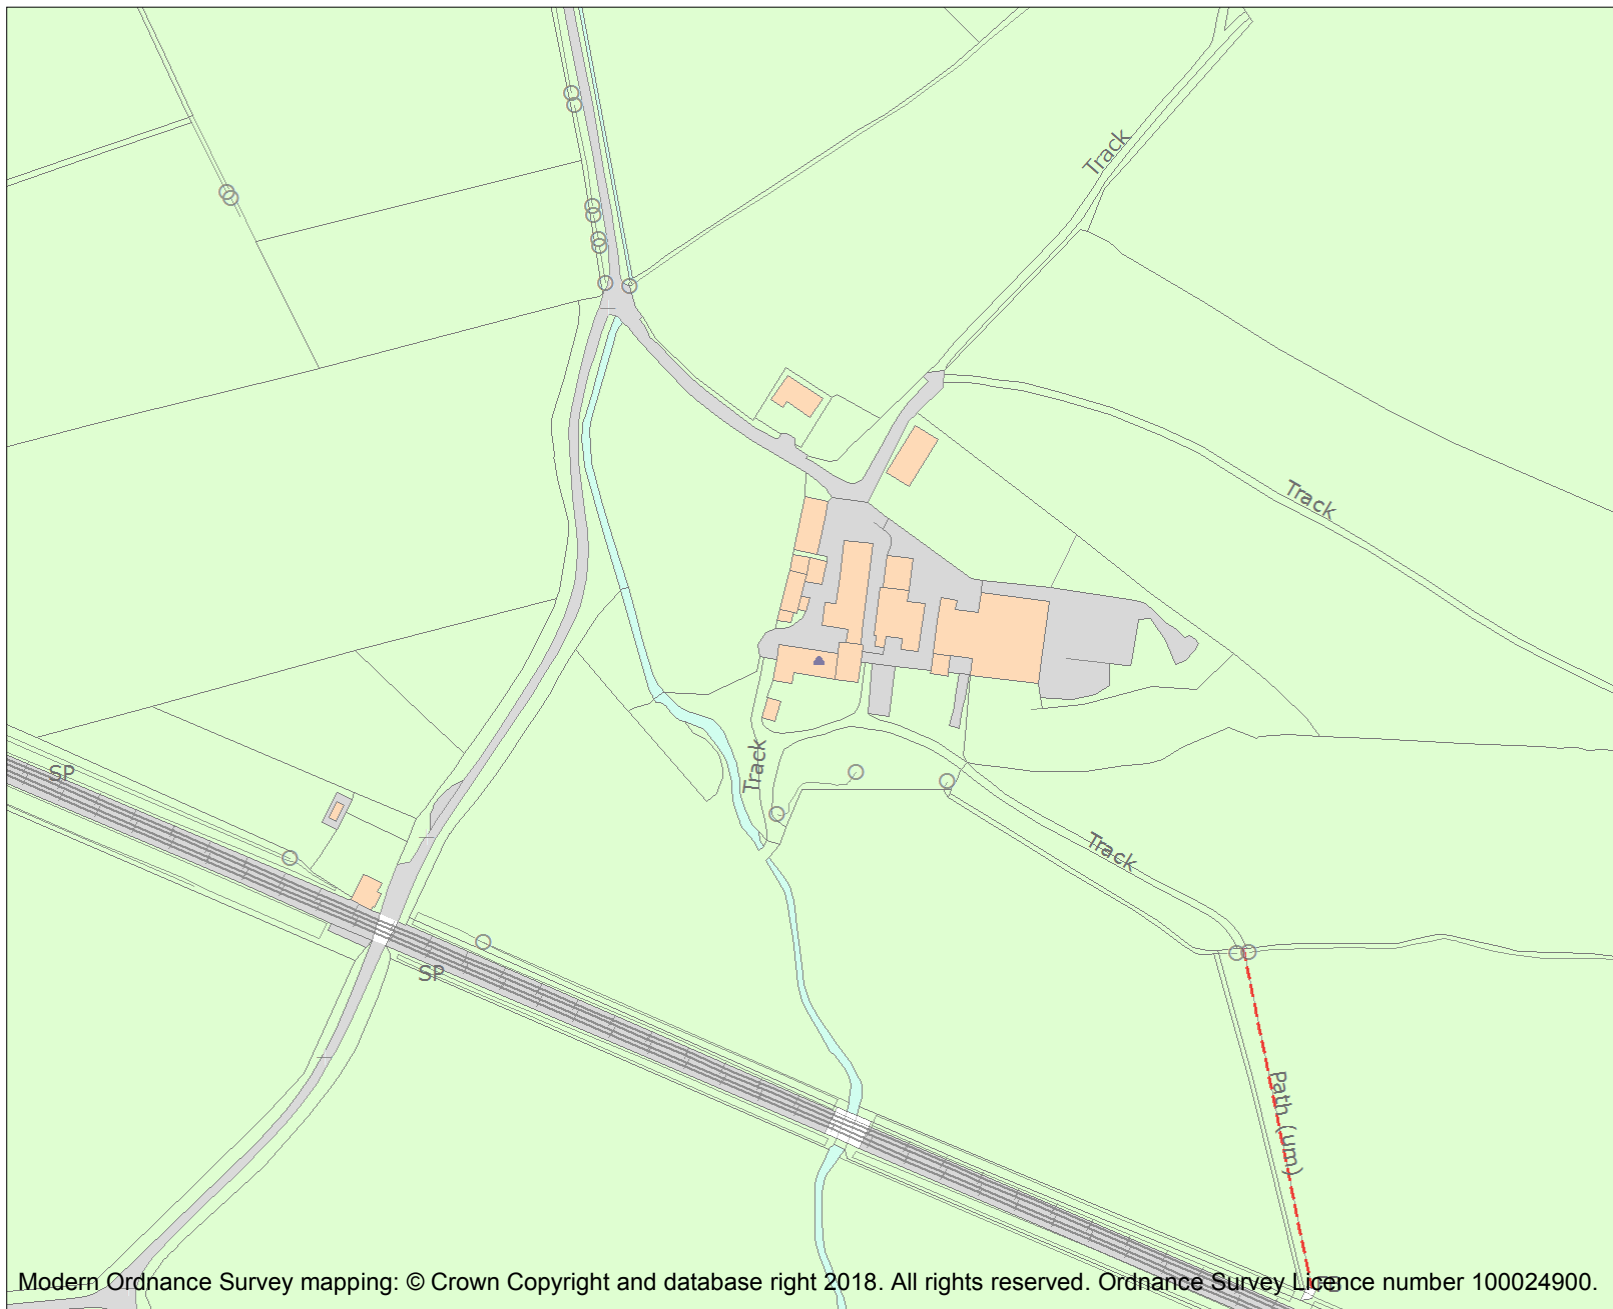 Track
Track
Track
SP
Track
SP
Path (um)
FB
Modern Ordnance Survey mapping: © Crown Copyright and database right 2018. All rights reserved. Ordnance Survey Licence number 100024900.